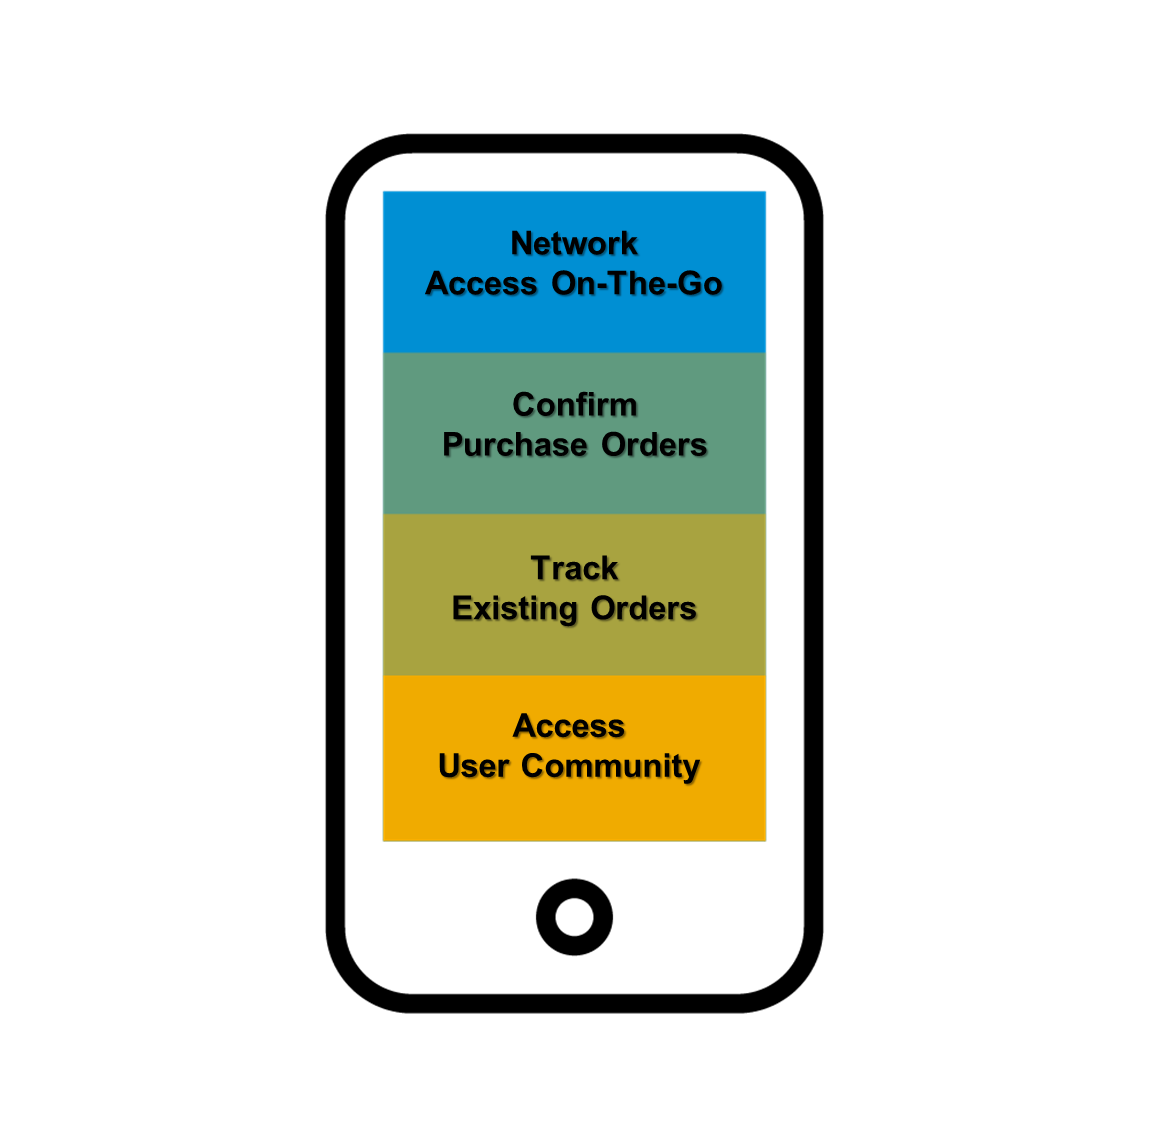 Network
Access On-The-Go
Confirm
Purchase Orders
Track
Existing Orders
Access
User Community